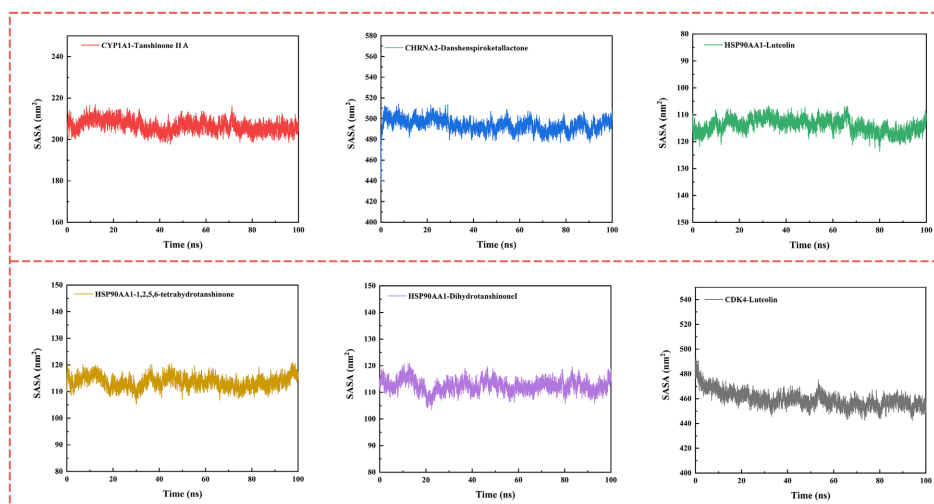 CYP1A1-Tanshinone II A
SASA (nm²)
240
220
200
180
160
0 20 40 60 80 100
Time (ns)
CHRNA2-Danshenspiroketallactone
SASA (nm²)
580
560
540
520
500
480
460
440
420
400
0 20 40 60 80 100
Time (ns)
HSP90AA1-Luteolin
SASA (nm²)
80
90
100
110
120
130
140
150
0 20 40 60 80 100
Time (ns)
HSP90AA1-1,2,5,6-tetrahydrotanshinone
SASA (nm²)
150
140
130
120
110
100
90
80
0 20 40 60 80 100
Time (ns)
HSP90AA1-DihydrotanshinoneI
SASA (nm²)
150
140
130
120
110
100
90
80
0 20 40 60 80 100
Time (ns)
CDK4-Luteolin
SASA (nm²)
540
520
500
480
460
440
420
400
0 20 40 60 80 100
Time (ns)